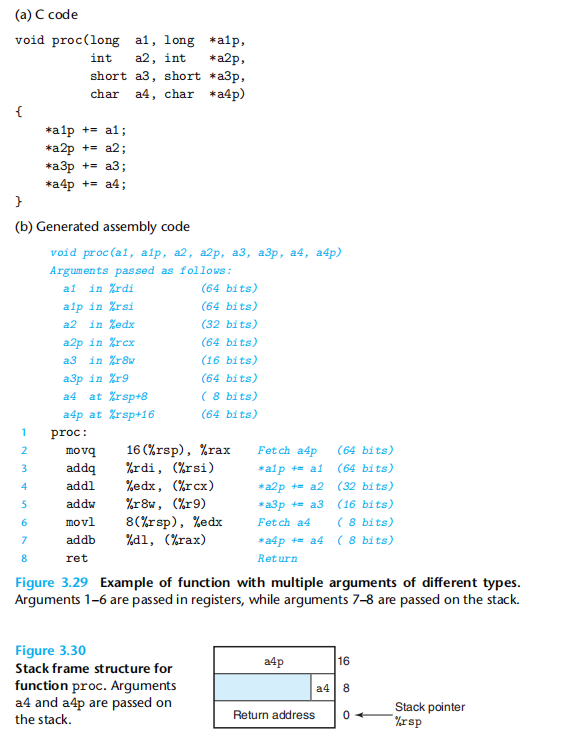 (a) C code
void proc(long  a1, long  *a1p,
          int   a2, int   *a2p,
          short a3, short *a3p,
          char  a4, char  *a4p)
{
    *a1p += a1;
    *a2p += a2;
    *a3p += a3;
    *a4p += a4;
}
(b) Generated assembly code
void proc(a1, a1p, a2, a2p, a3, a3p, a4, a4p)
Arguments passed as follows:
a1 in %rdi (64 bits)
a1p in %rsi (64 bits)
a2 in %edx (32 bits)
a2p in %rcx (64 bits)
a3 in %r8w (16 bits)
a3p in %r9 (64 bits)
a4 at %rsp+8 ( 8 bits)
a4p at %rsp+16 (64 bits)
1 proc:
2 movq 16(%rsp), %rax Fetch a4p (64 bits)
3 addq %rdi, (%rsi) *a1p += a1 (64 bits)
4 addl %edx, (%rcx) *a2p += a2 (32 bits)
5 addw %r8w, (%r9) *a3p += a3 (16 bits)
6 movl 8(%rsp), %edx Fetch a4 ( 8 bits)
7 addb %dl, (%rax) *a4p += a4 ( 8 bits)
8 ret Return
Figure 3.29 Example of function with multiple arguments of different types.
Arguments 1–6 are passed in registers, while arguments 7–8 are passed on the stack.
Figure 3.30
Stack frame structure for
function proc. Arguments
a4 and a4p are passed on
the stack.
a4p 16
a4 8
Return address 0 Stack pointer
%rsp